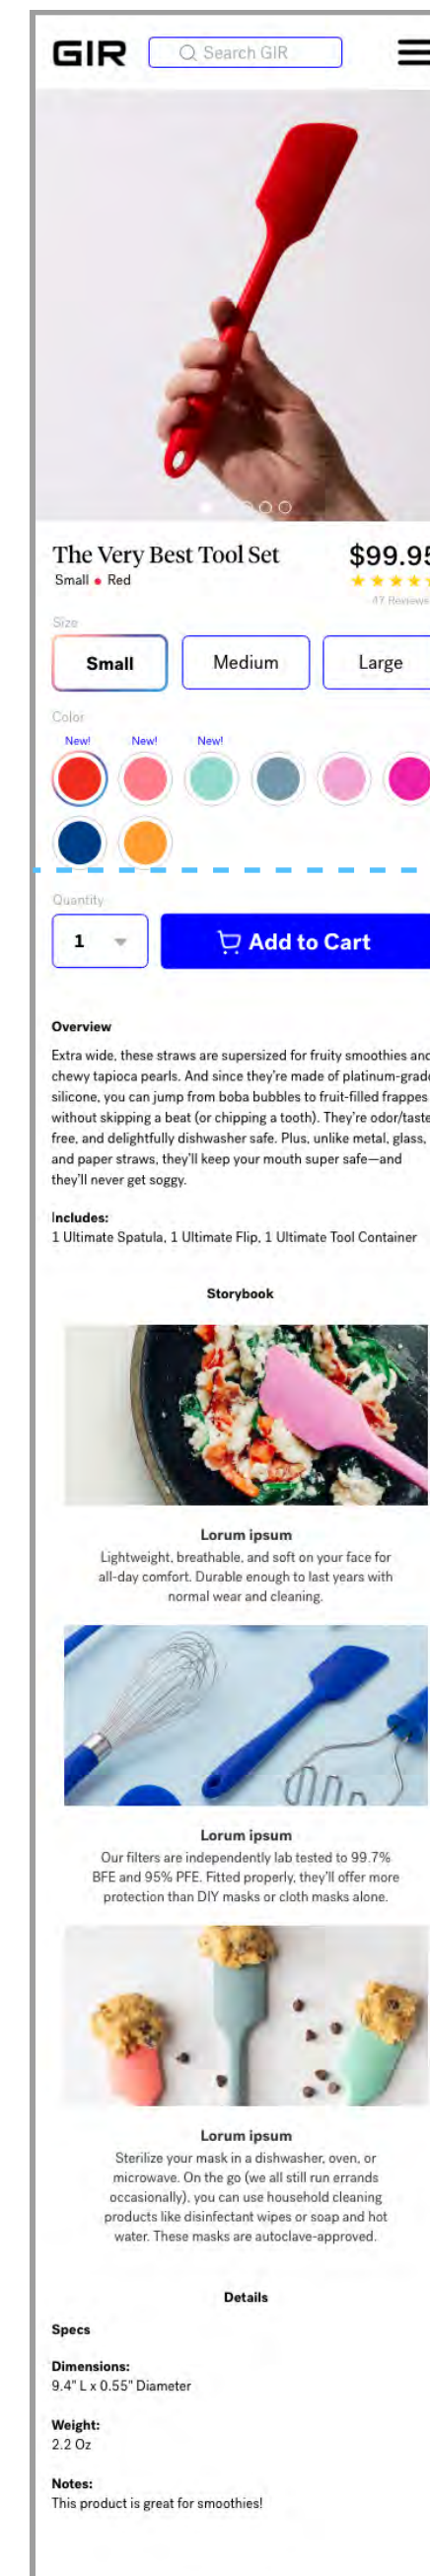 GIR
Search GIR
The Very Best Tool Set
$99.95
Small • Red
47 Reviews
Size
Small
Medium
Large
Color
New!
New!
New!
Quantity
1
Add to Cart
Overview
Extra wide, these straws are supersized for fruity smoothies and
chewy tapioca pearls. And since they're made of platinum-grade
silicone, you can jump from boba bubbles to fruit-filled frappes
without skipping a beat (or chipping a tooth). They're odor/taste
free, and delightfully dishwasher safe. Plus, unlike metal, glass,
and paper straws, they'll keep your mouth super safe—and
they'll never get soggy.
Includes:
1 Ultimate Spatula, 1 Ultimate Flip, 1 Ultimate Tool Container
Storybook
Lorum ipsum
Lightweight, breathable, and soft on your face for
all-day comfort. Durable enough to last years with
normal wear and cleaning.
Lorum ipsum
Our filters are independently lab tested to 99.7%
BFE and 95% PFE. Fitted properly, they'll offer more
protection than DIY masks or cloth masks alone.
Lorum ipsum
Sterilize your mask in a dishwasher, oven, or
microwave. On the go (we all still run errands
occasionally), you can use household cleaning
products like disinfectant wipes or soap and hot
water. These masks are autoclave-approved.
Details
Specs
Dimensions:
9.4" L x 0.55" Diameter
Weight:
2.2 Oz
Notes:
This product is great for smoothies!